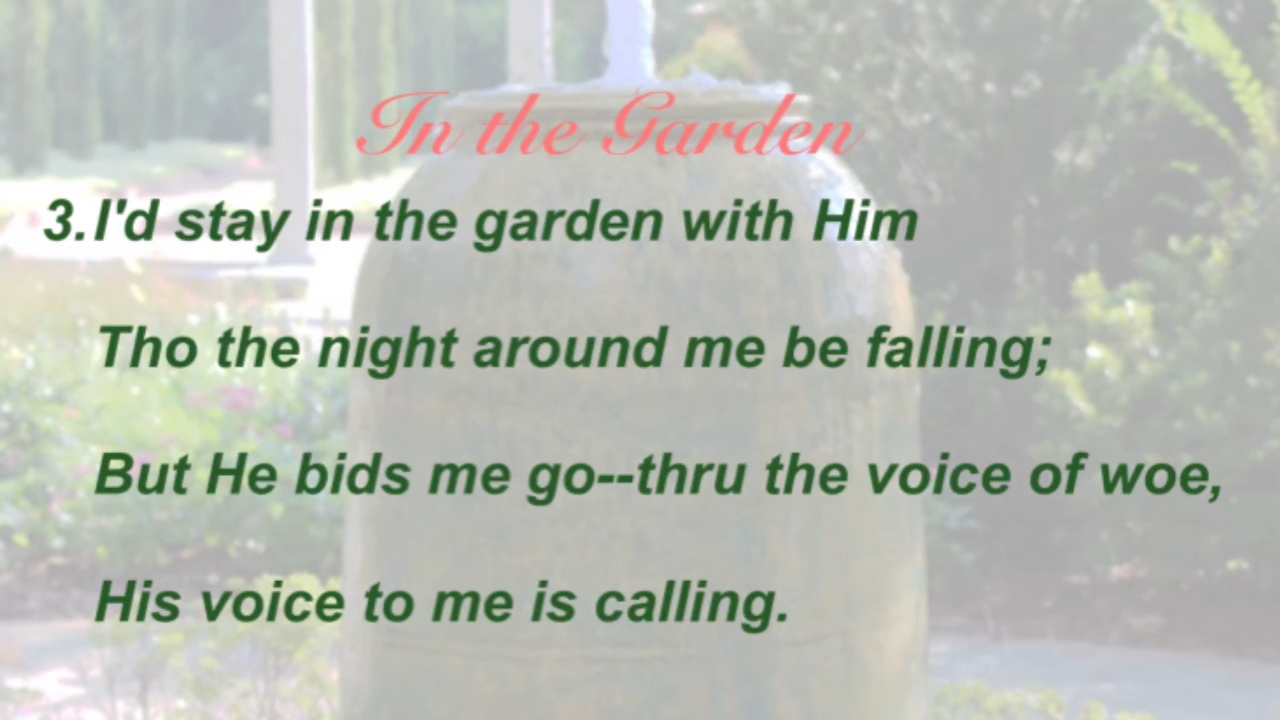 In the Garden
3. I'd stay in the garden with Him
Tho the night around me be falling;
But He bids me go--thru the voice of woe,
His voice to me is calling.